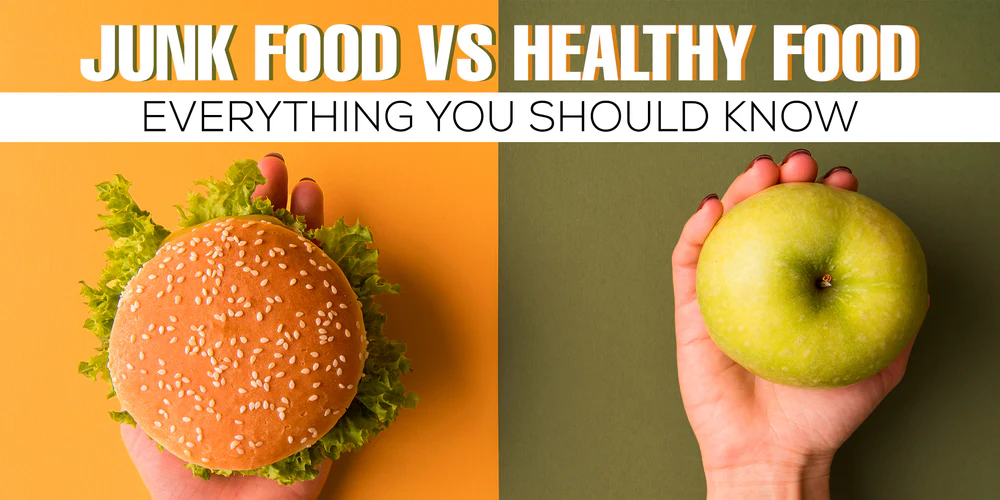 JUNK FOOD VS HEALTHY FOOD
EVERYTHING YOU SHOULD KNOW